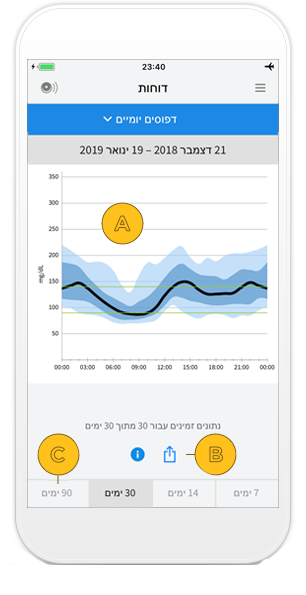 23:40
דוחות
דפוסים יומיים
21 דצמבר 2018 – 19 ינואר 2019
mg/dL
350
300
250
200
150
100
50
00:00 03:00 06:00 09:00 12:00 15:00 18:00 21:00 00:00
A
נתונים זמינים עבור 30 מתוך 30 ימים
B
C
7 ימים
14 ימים
30 ימים
90 ימים